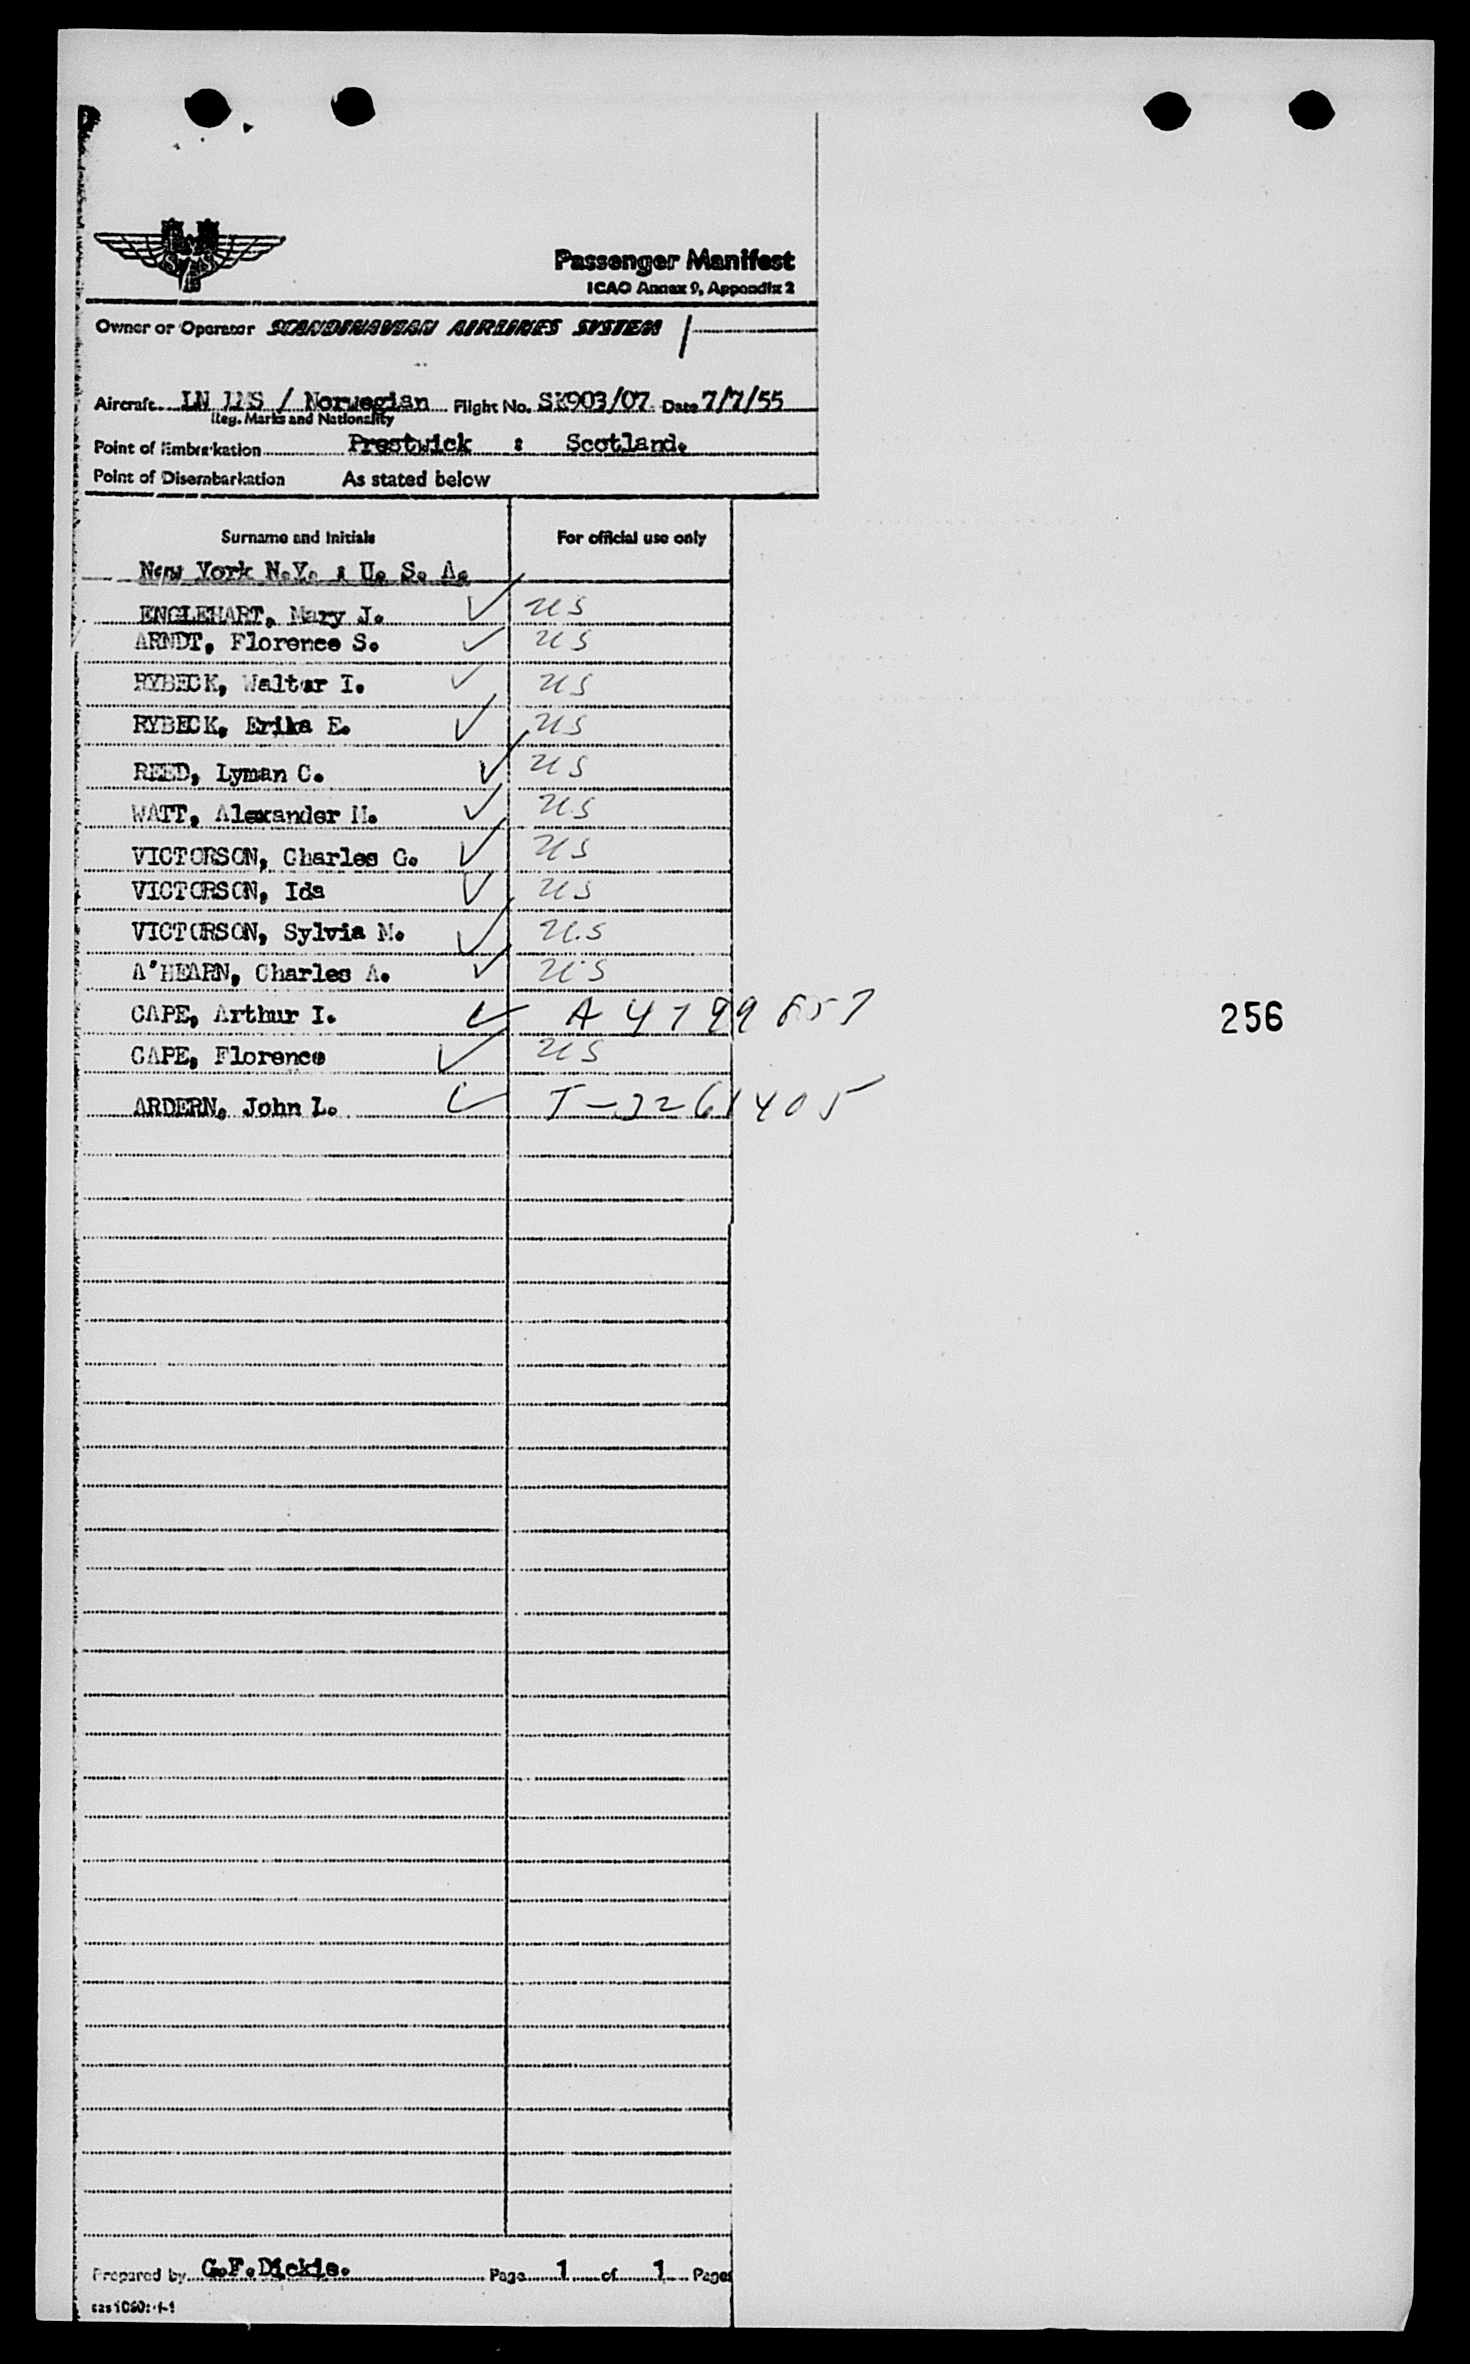 Passenger Manifest
ICAO Annex 9, Appendix 2
Owner or Operator SCANDINAVIAN AIRLINES SYSTEM
Aircraft LN / Norwegian Flight No. SK903/07 Date 7/7/55
Reg. Marks and Nationality
Point of Embarkation Prestwick : Scotland.
Point of Disembarkation As stated below
Surname and Initials For official use only
New York N.Y. : U. S. A.
ENGLEHART, Mary J. US
ARNDT, Florence S. US
RYBECK, Walter I. US
RYBECK, Erika E. US
REED, Lyman C. US
WATT, Alexander M. US
VICTORSON, Charles G. US
VICTORSON, Ida US
VICTORSON, Sylvia M. U.S
A'HEARN, Charles A. US
CAPE, Arthur I. A
256
CAPE, Florence US
ARDERN, John L.
Prepared by G.F.Dickie. Page 1 of 1 Pages